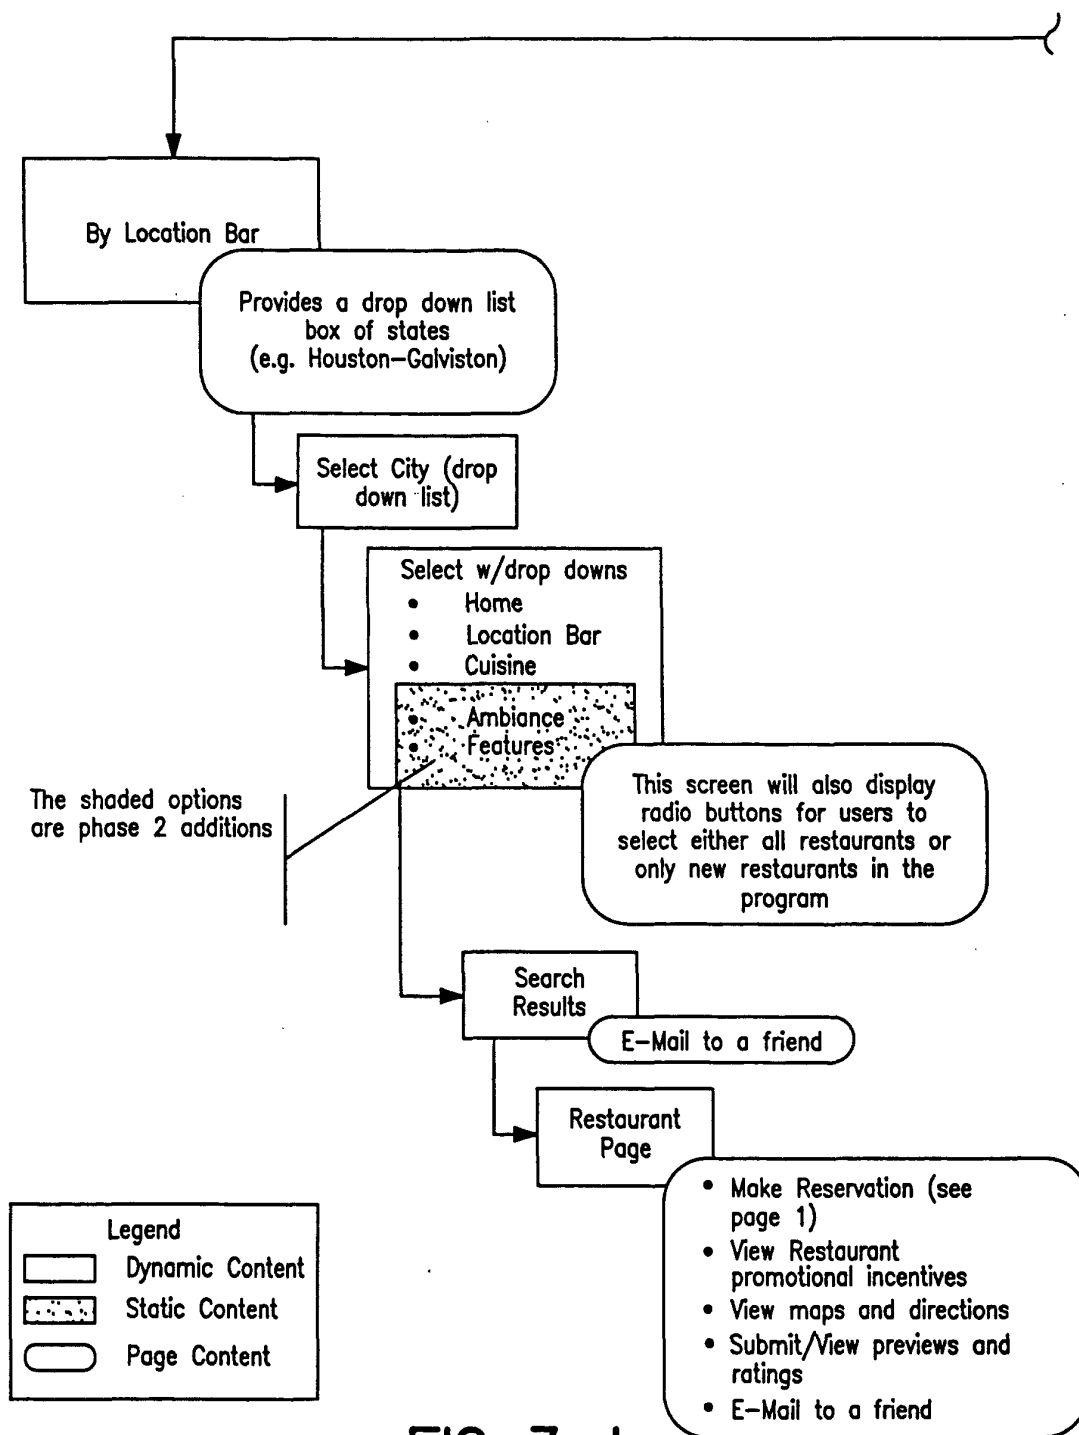 By Location Bar
Provides a drop down list
box of states
(e.g. Houston-Galviston)
Select City (drop
down list)
Select w/drop downs
• Home
• Location Bar
• Cuisine
• Ambiance
• Features
The shaded options
are phase 2 additions
This screen will also display
radio buttons for users to
select either all restaurants or
only new restaurants in the
program
Search
Results
E-Mail to a friend
Restaurant
Page
• Make Reservation (see
page 1)
• View Restaurant
promotional incentives
• View maps and directions
• Submit/View previews and
ratings
• E-Mail to a friend
Legend
Dynamic Content
Static Content
Page Content